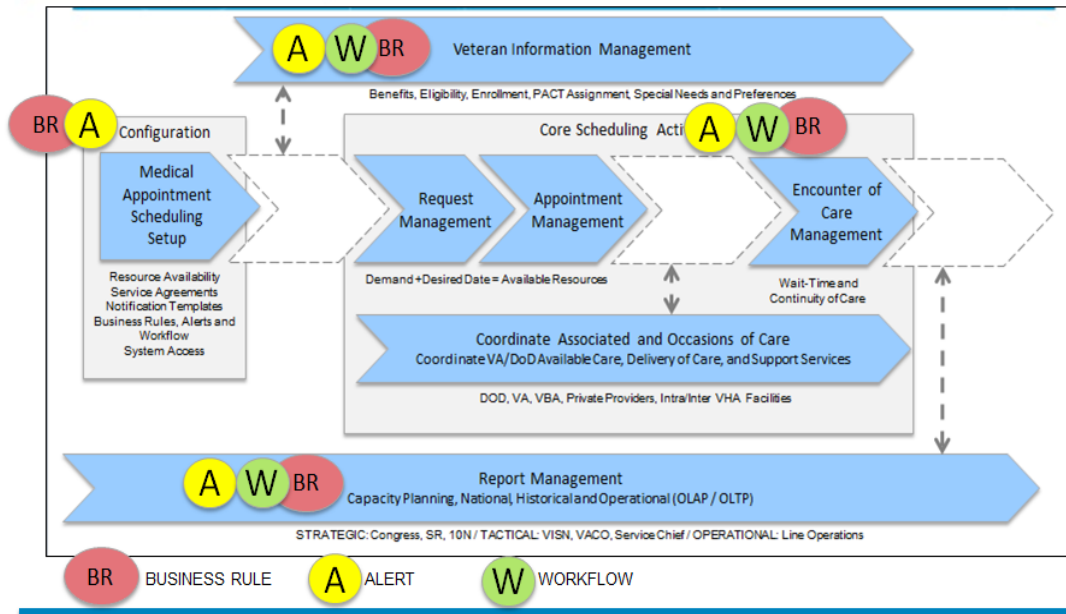 A W BR
Veteran Information Management
Benefits, Eligibility, Enrollment, PACT Assignment, Special Needs and Preferences
BR A
Configuration
Medical
Appointment
Scheduling
Setup
Resource Availability
Service Agreements
Notification Templates
Business Rules, Alerts and
Workflow
System Access
Core Scheduling Acti
A W BR
Request
Management
Appointment
Management
Encounter of
Care
Management
Demand +Desired Date = Available Resources
Wait-Time and
Continuity of Care
Coordinate Associated and Occasions of Care
Coordinate VA/DoD Available Care, Delivery of Care, and Support Services
DOD, VA, VBA, Private Providers, Intra/Inter VHA Facilities
A W BR
Report Management
Capacity Planning, National, Historical and Operational (OLAP / OLTP)
STRATEGIC: Congress, SR, 10N / TACTICAL: VISN, VACO, Service Chief / OPERATIONAL: Line Operations
BR BUSINESS RULE A ALERT W WORKFLOW